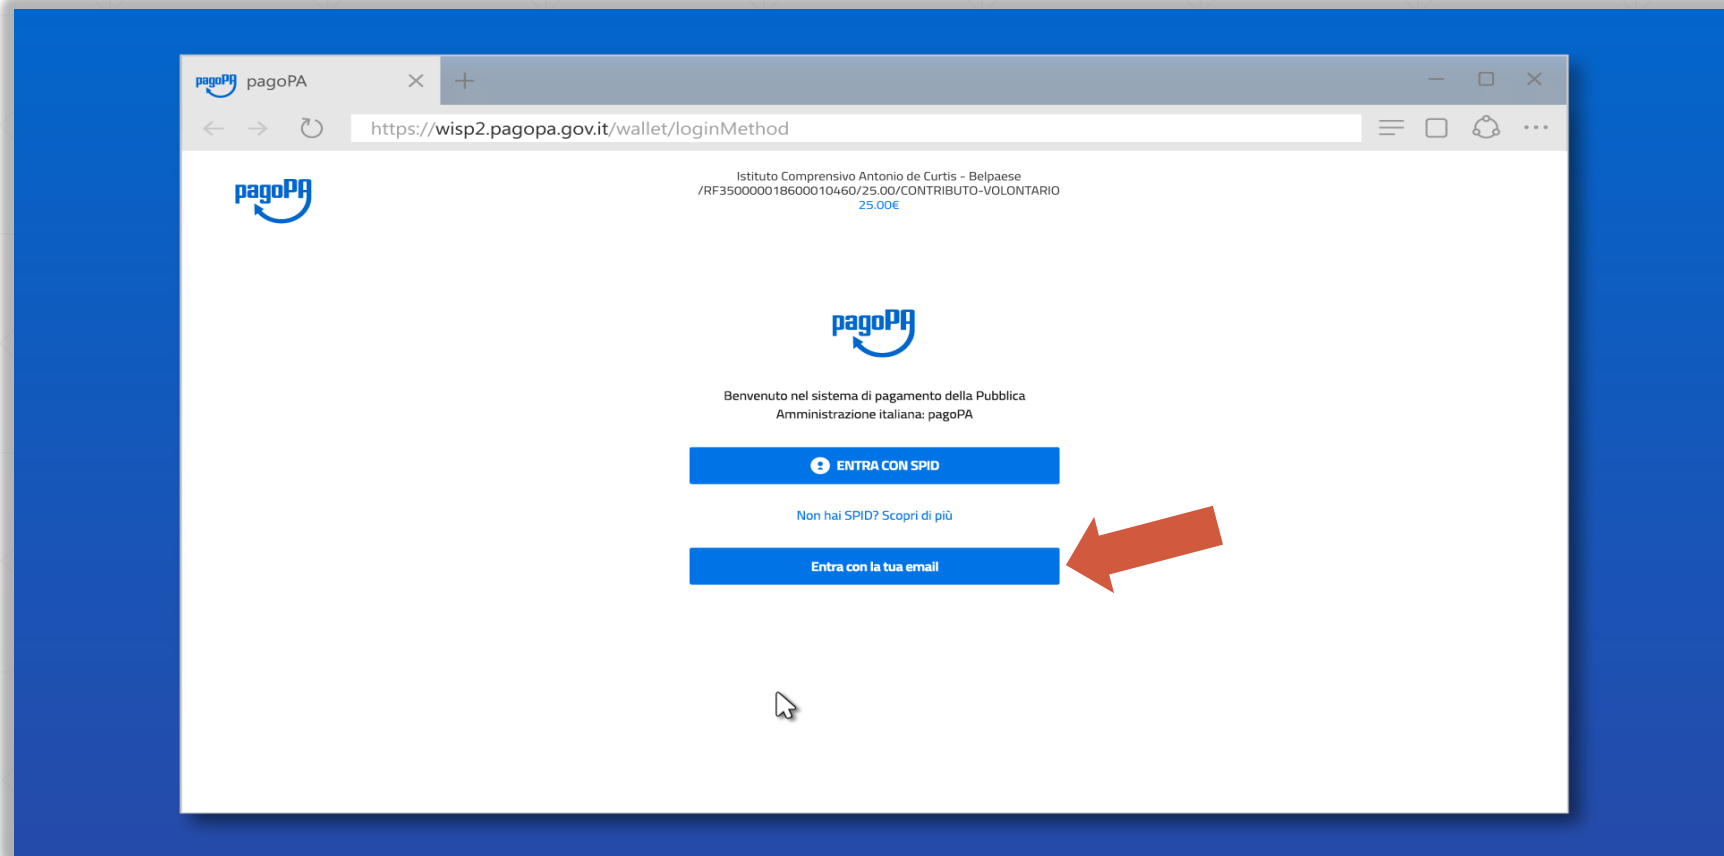 pagoPA pagoPA
https://wisp2.pagopa.gov.it/wallet/loginMethod
pagoPA
Istituto Comprensivo Antonio de Curtis - Belpaese
/RF35000001860001046​0/25.00/CONTRIBUTO-VOLONTARIO
25.00€
pagoPA
Benvenuto nel sistema di pagamento della Pubblica
Amministrazione italiana: pagoPA
ENTRA CON SPID
Non hai SPID? Scopri di più
Entra con la tua email